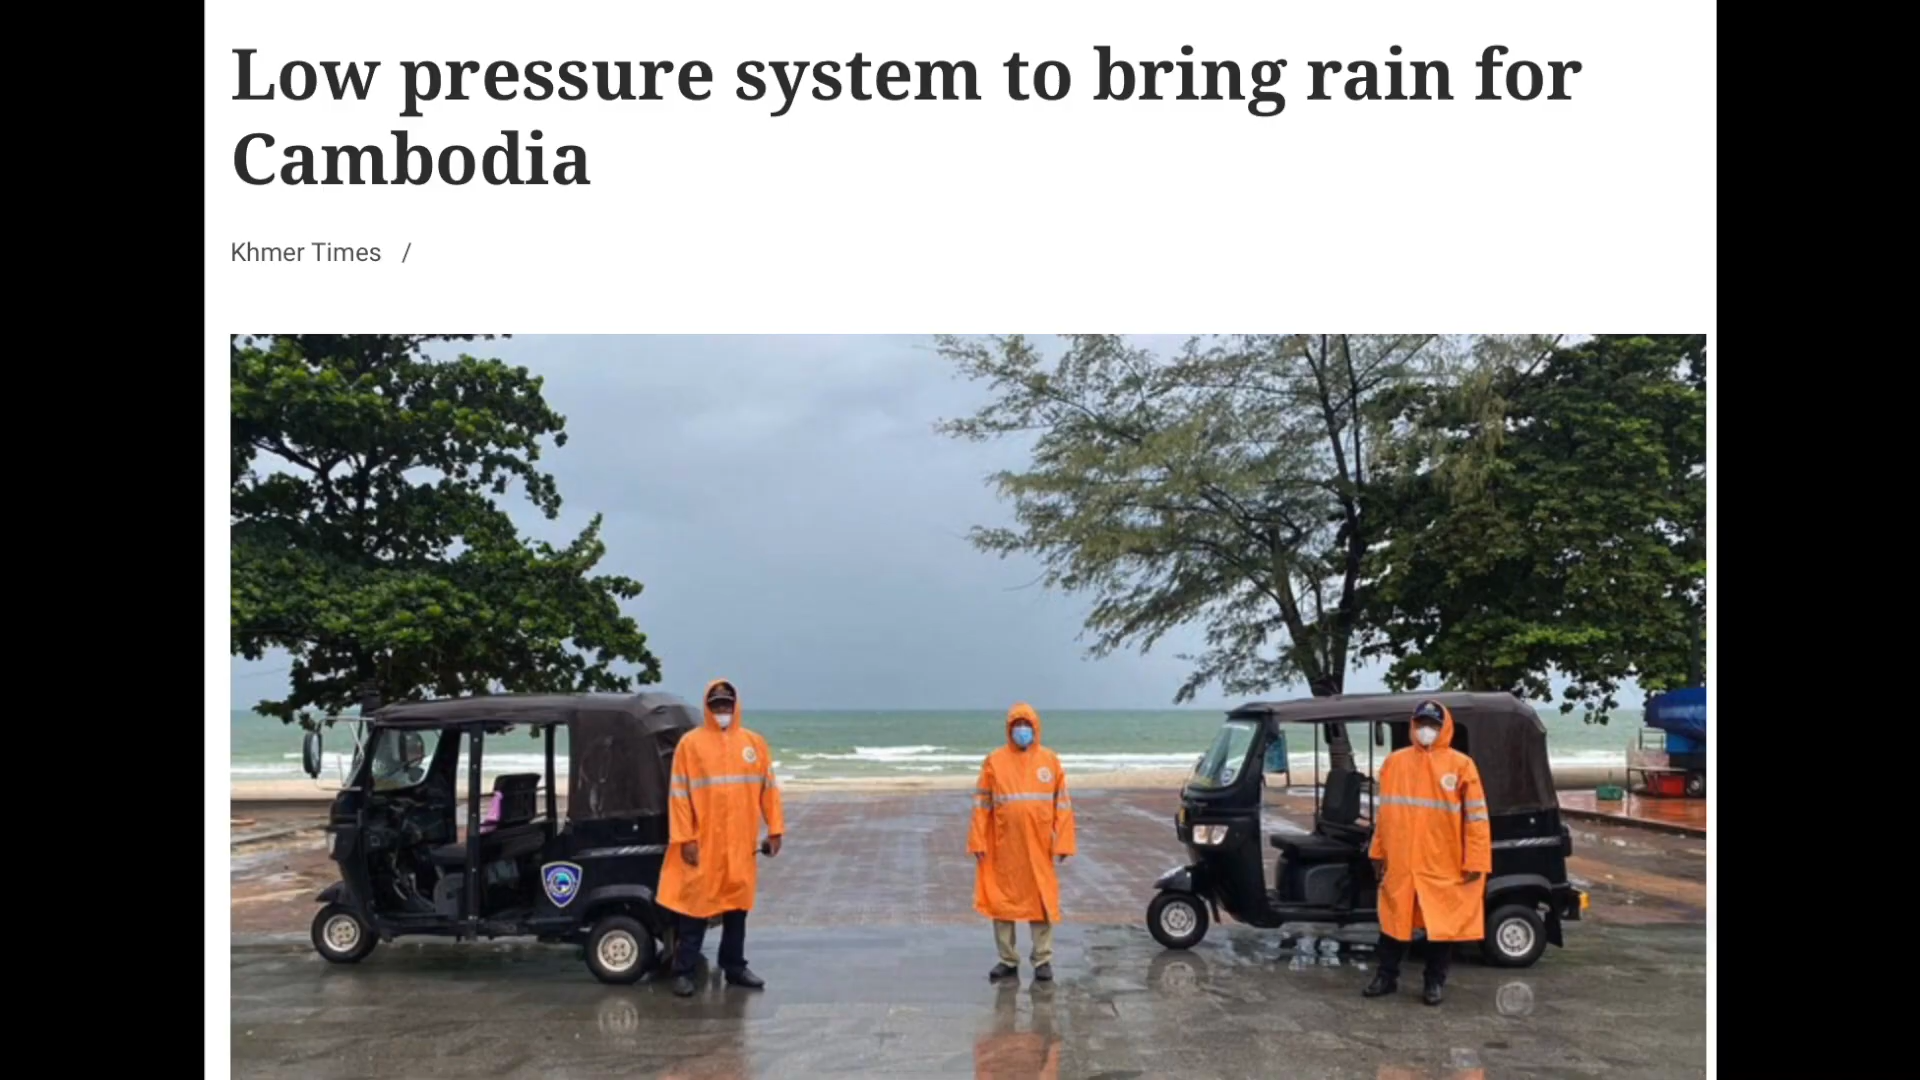 Low pressure system to bring rain for
Cambodia
Khmer Times /